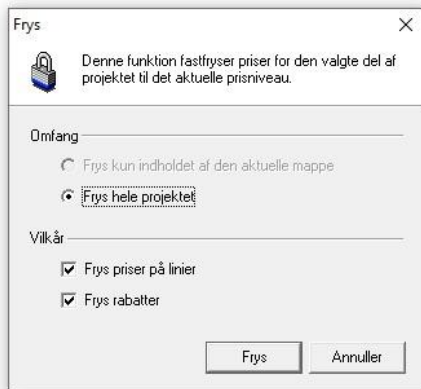 Frys
Denne funktion fastfryser priser for den valgte del af
projektet til det aktuelle prisniveau.
Omfang
Frys kun indholdet af den aktuelle mappe
Frys hele projektet
Vilkår
Frys priser på linier
Frys rabatter
Frys
Annuller